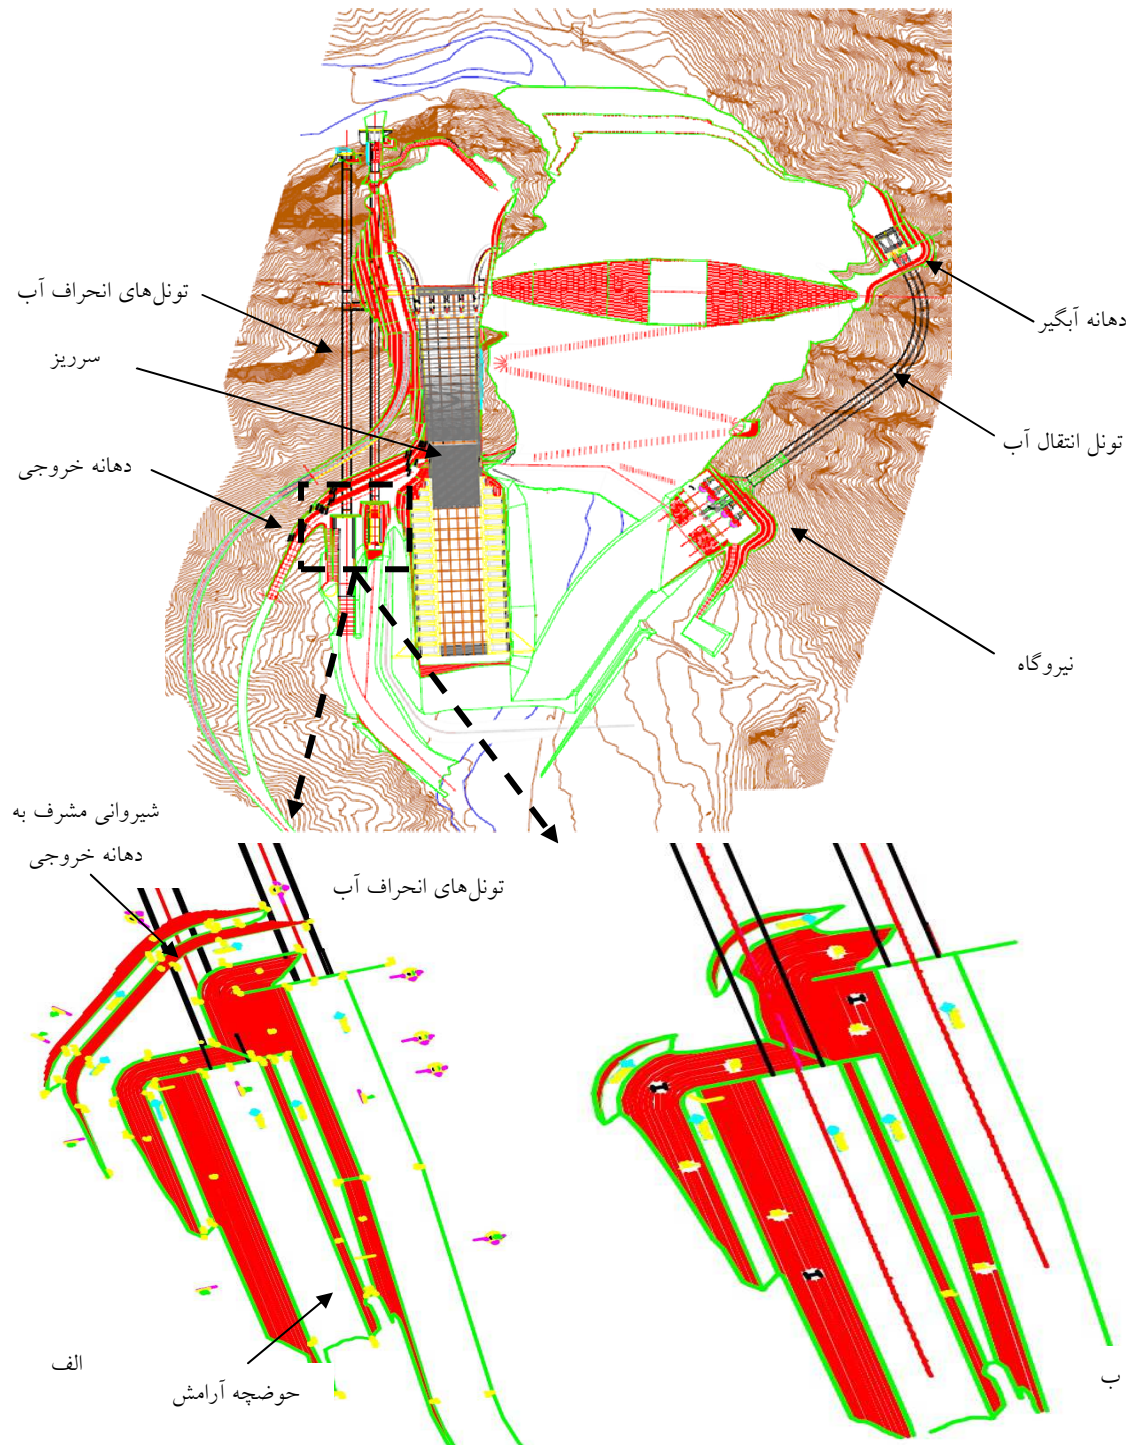 تونل‌های انحراف آب
سرریز
دهانه خروجی
دهانه آبگیر
تونل انتقال آب
نیروگاه
شیروانی مشرف به
دهانه خروجی
تونل‌های انحراف آب
حوضچه آرامش
الف
ب